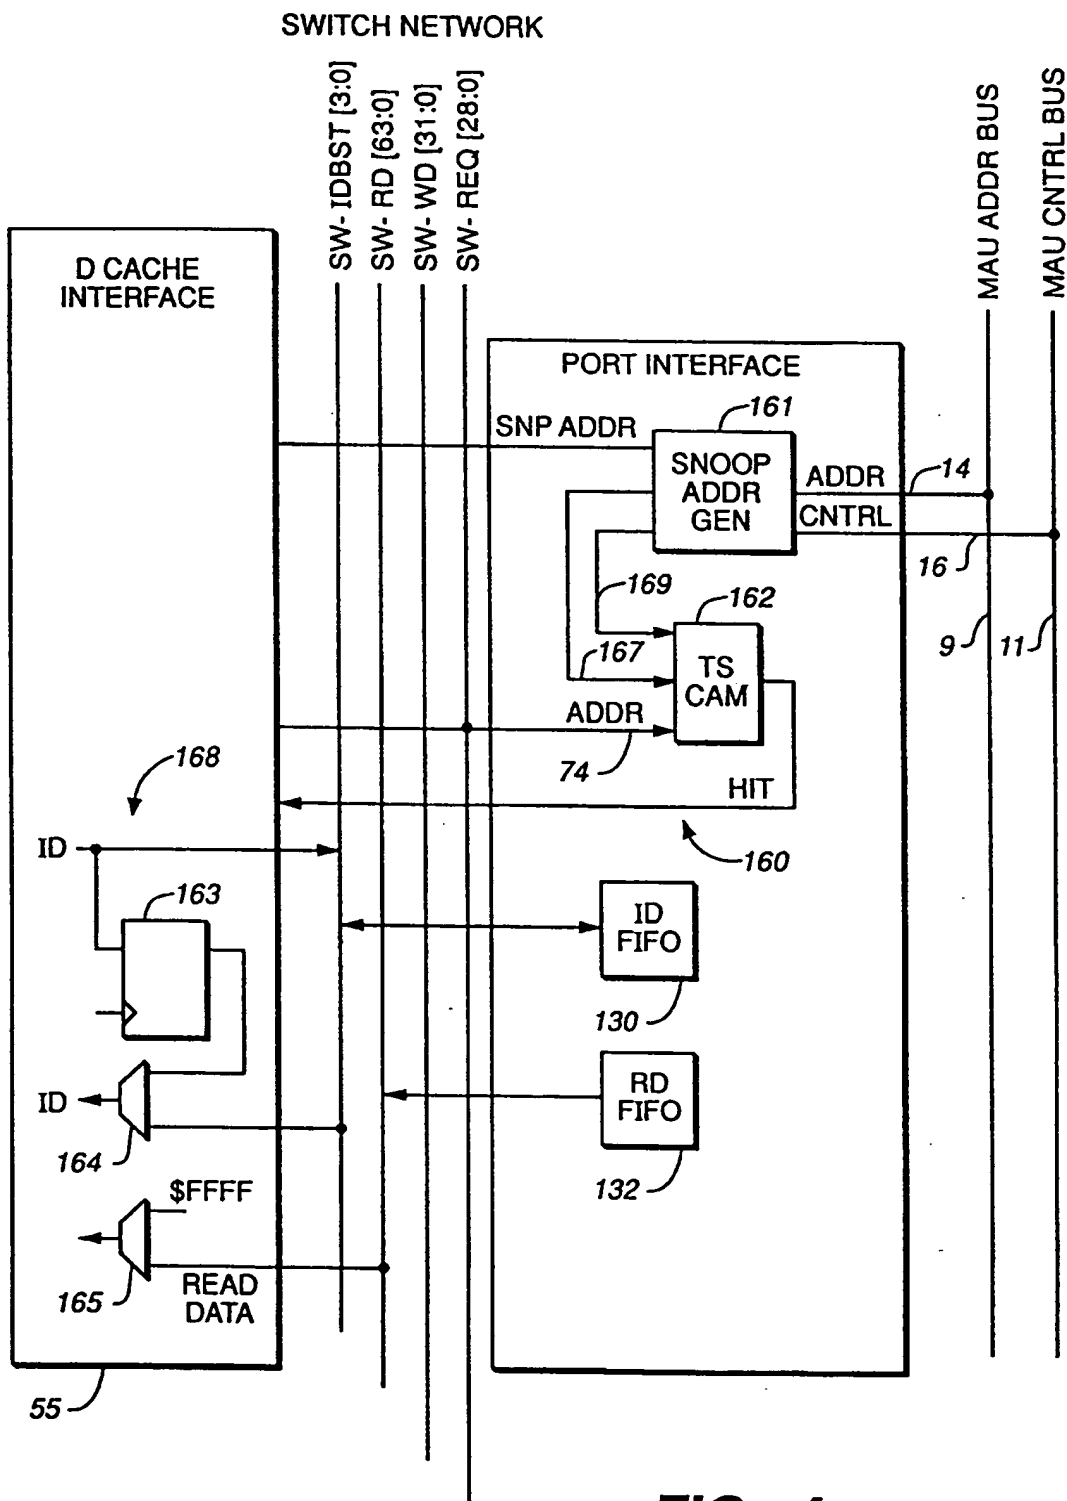 SWITCH NETWORK
SW-IDBST [3:0]
SW-RD [63:0]
SW-WD [31:0]
SW-REQ [28:0]
MAU ADDR BUS
MAU CNTRL BUS
D CACHE
INTERFACE
PORT INTERFACE
161
SNP ADDR
SNOOP
ADDR
GEN
ADDR
14
CNTRL
16
169
162
9
11
167
TS
CAM
ADDR
74
168
HIT
ID
160
163
ID
FIFO
130
ID
RD
FIFO
164
132
$FFFF
165
READ
DATA
55